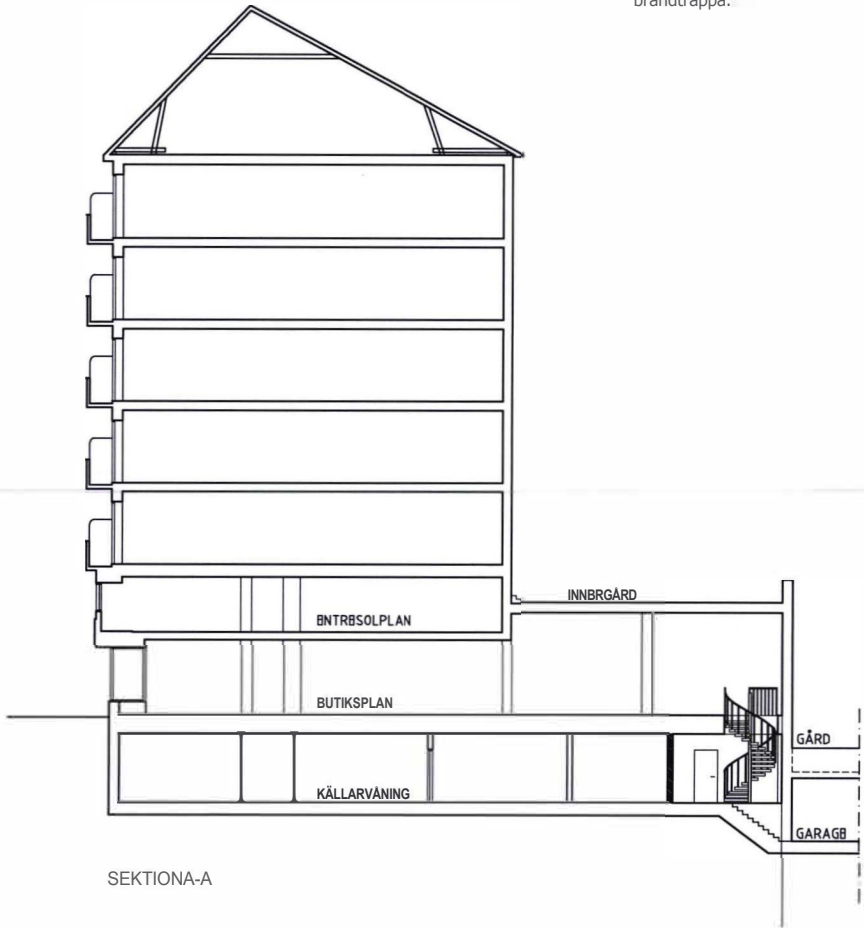 brandtrappa.
INNBRGÅRD
BNTRBSOLPLAN
BUTIKSPLAN
GÅRD
KÄLLARVÅNING
GARAGB
SEKTIONA-A